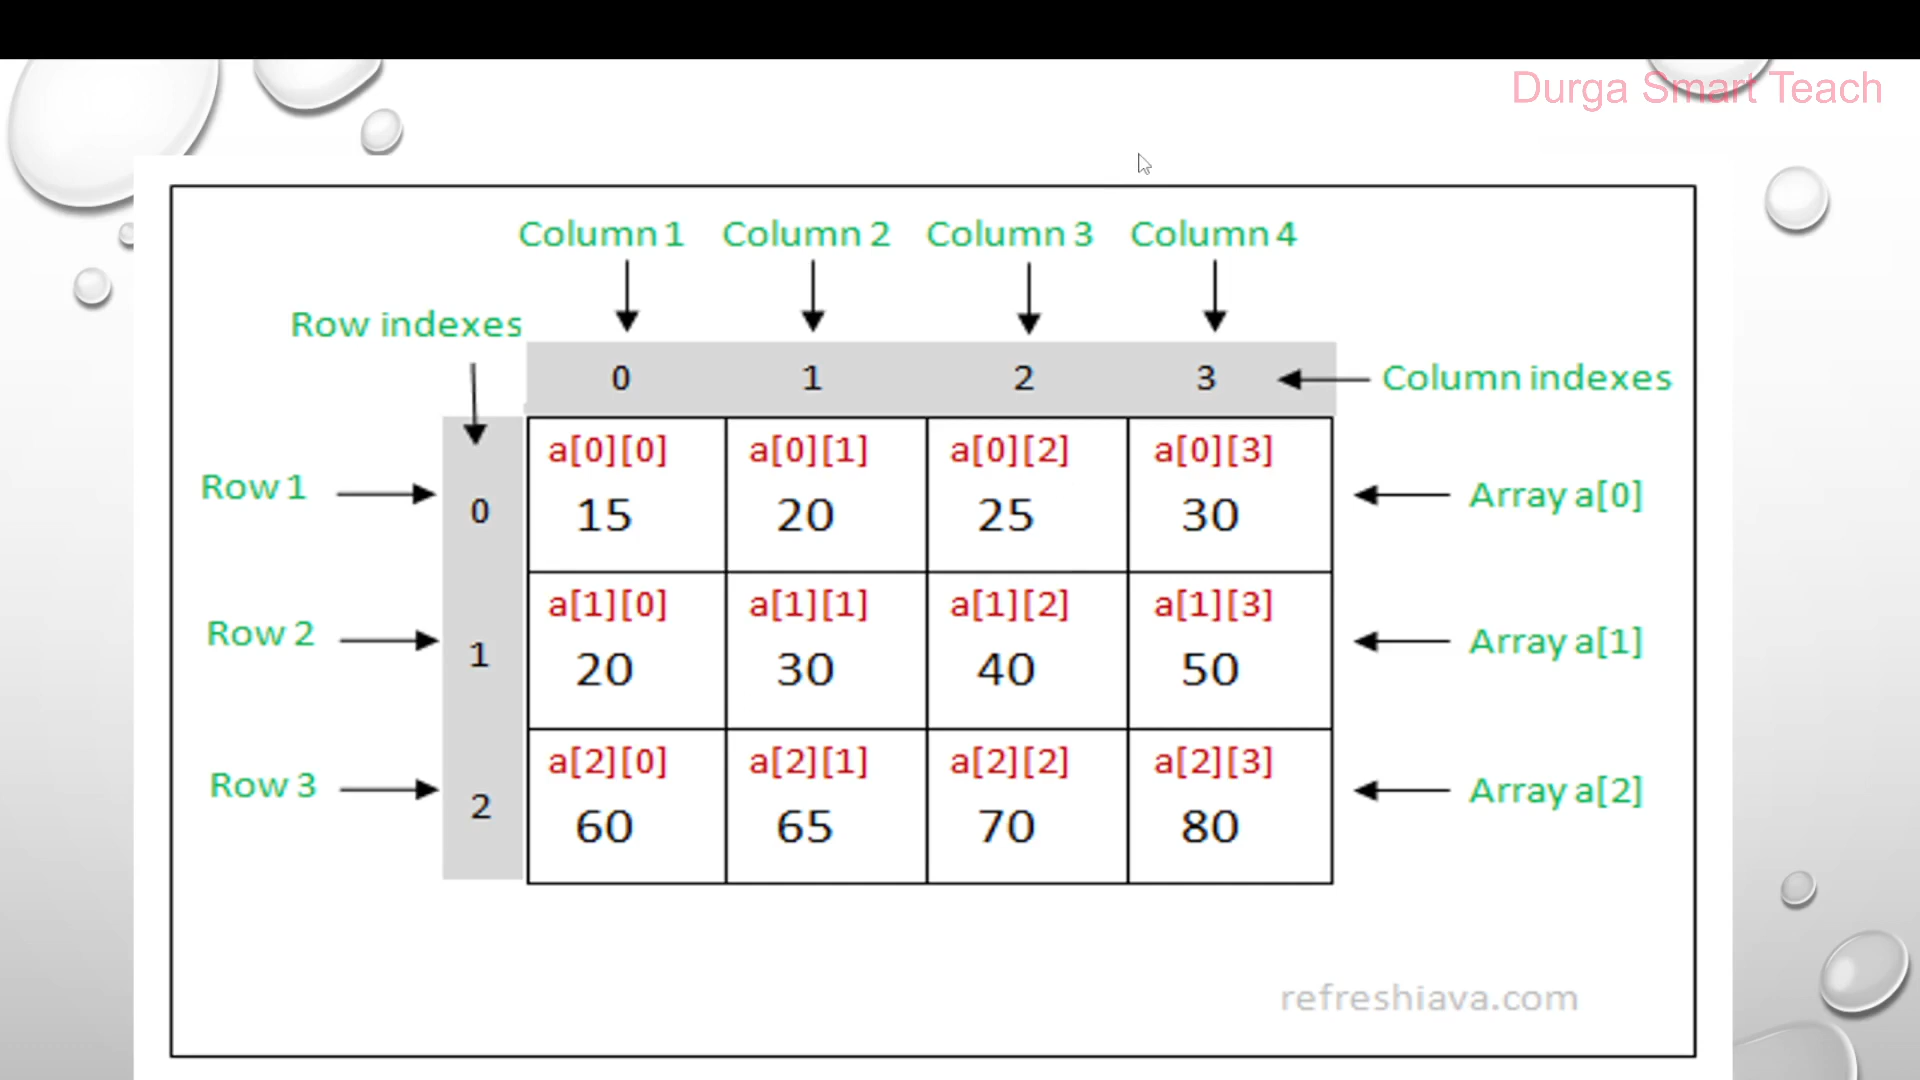 Durga Smart Teach
Column 1 Column 2 Column 3 Column 4
Row indexes
0 1 2 3 Column indexes
a[0][0] a[0][1] a[0][2] a[0][3]
Row 1 0 15 20 25 30 Array a[0]
a[1][0] a[1][1] a[1][2] a[1][3]
Row 2 1 20 30 40 50 Array a[1]
a[2][0] a[2][1] a[2][2] a[2][3]
Row 3 2 60 65 70 80 Array a[2]
refreshiava.com